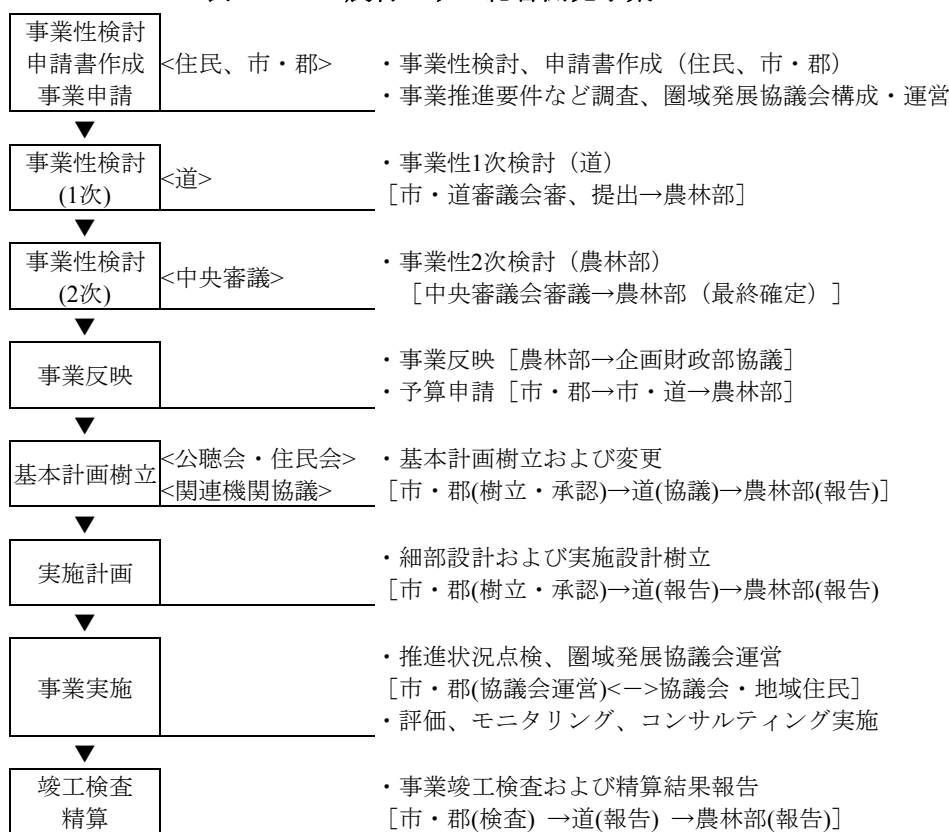 事業性検討
申請書作成
事業申請
<住民、市・郡>
・事業性検討、申請書作成（住民、市・郡）
・事業推進要件など調査、圏域発展協議会構成・運営
▼
事業性検討
(1次)
<道>
・事業性1次検討（道）
［市・道審議会審、提出→農林部］
▼
事業性検討
(2次)
<中央審議>
・事業性2次検討（農林部）
［中央審議会審議→農林部（最終確定）］
▼
事業反映
・事業反映［農林部→企画財政部協議］
・予算申請［市・郡→市・道→農林部］
▼
基本計画樹立
<公聴会・住民会>
<関連機関協議>
・基本計画樹立および変更
［市・郡(樹立・承認)→道(協議)→農林部(報告)］
▼
実施計画
・細部設計および実施設計樹立
［市・郡(樹立・承認)→道(報告)→農林部(報告)
▼
事業実施
・推進状況点検、圏域発展協議会運営
［市・郡(協議会運営)<ー>協議会・地域住民］
・評価、モニタリング、コンサルティング実施
▼
竣工検査
精算
・事業竣工検査および精算結果報告
［市・郡(検査) →道(報告) →農林部(報告)］